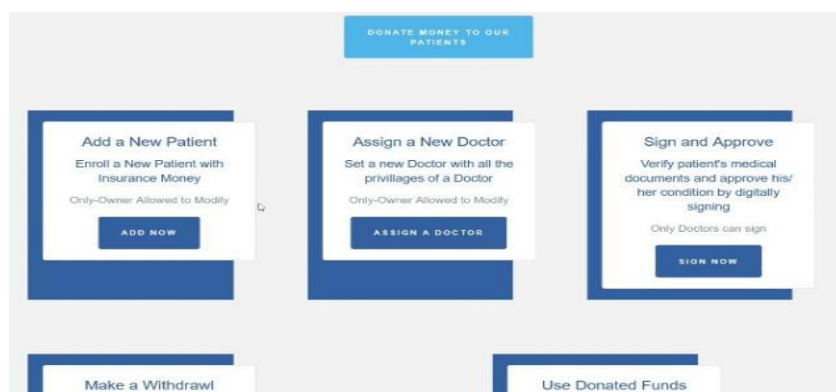 DONATE MONEY TO OUR
PATIENTS
Add a New Patient
Enroll a New Patient with
Insurance Money
Only-Owner Allowed to Modify
ADD NOW
Assign a New Doctor
Set a new Doctor with all the
privillages of a Doctor
Only-Owner Allowed to Modify
ASSIGN A DOCTOR
Sign and Approve
Verify patient's medical
documents and approve his/
her condition by digitally
signing
Only Doctors can sign
SIGN NOW
Make a Withdrawl
Use Donated Funds